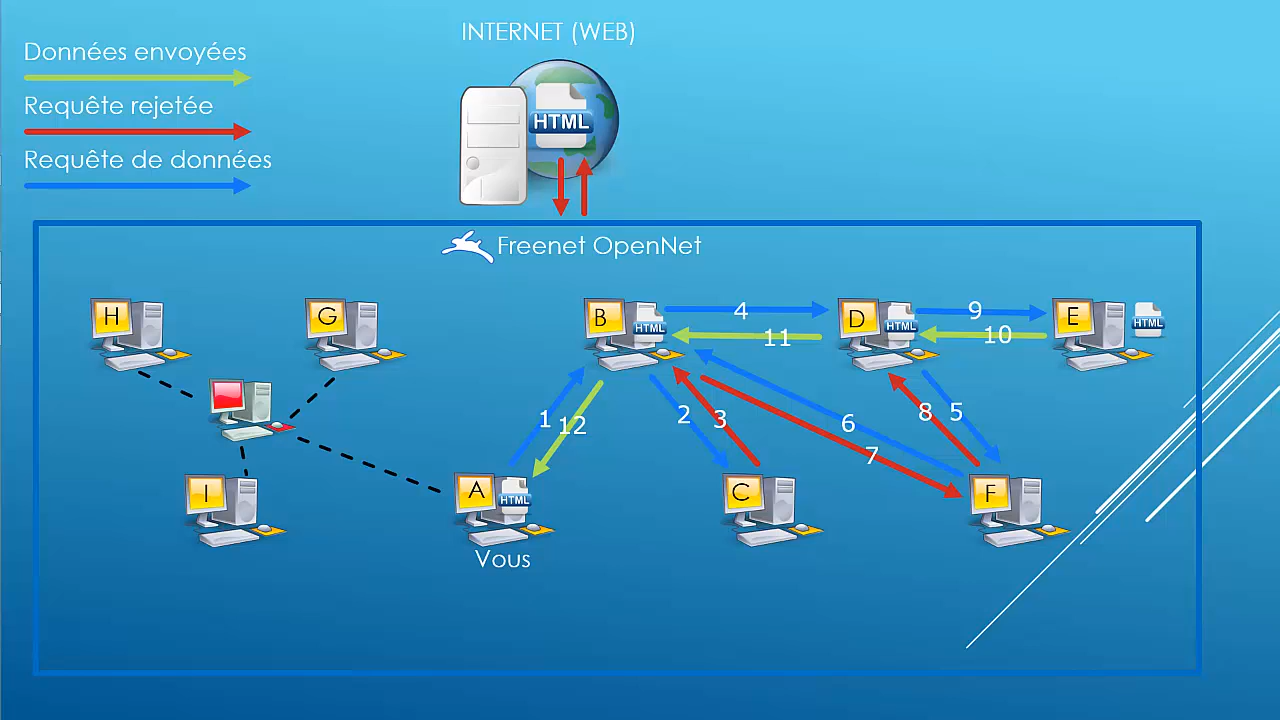 INTERNET (WEB)
Données envoyées
Requête rejetée
Requête de données
HTML
Freenet OpenNet
H
G
B
HTML
4
11
D
HTML
9
10
E
HTML
1
12
2
3
6
7
8
5
I
A
HTML
C
F
Vous